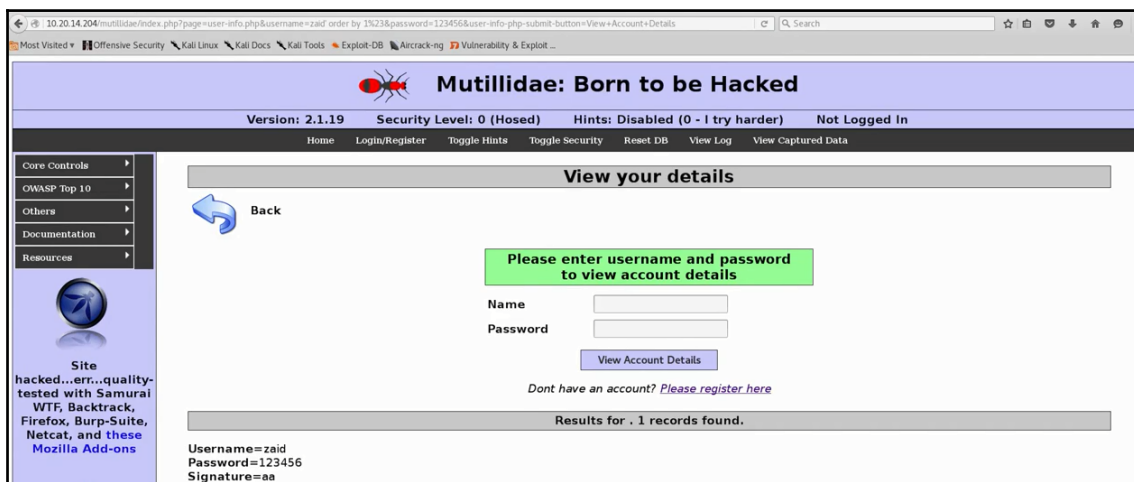 10.20.14.204/mutillidae/index.php?page=user-info.php&username=zaid' order by 1%23&password=123456&user-info-php-submit-button=View+Account+Details
Search
Most Visited
Offensive Security
Kali Linux
Kali Docs
Kali Tools
Exploit-DB
Aircrack-ng
Vulnerability & Exploit ...
Mutillidae: Born to be Hacked
Version: 2.1.19
Security Level: 0 (Hosed)
Hints: Disabled (0 - I try harder)
Not Logged In
Home
Login/Register
Toggle Hints
Toggle Security
Reset DB
View Log
View Captured Data
Core Controls
OWASP Top 10
Others
Documentation
Resources
Site
hacked...err...quality-
tested with Samurai
WTF, Backtrack,
Firefox, Burp-Suite,
Netcat, and these
Mozilla Add-ons
View your details
Back
Please enter username and password
to view account details
Name
Password
View Account Details
Dont have an account? Please register here
Results for . 1 records found.
Username=zaid
Password=123456
Signature=aa